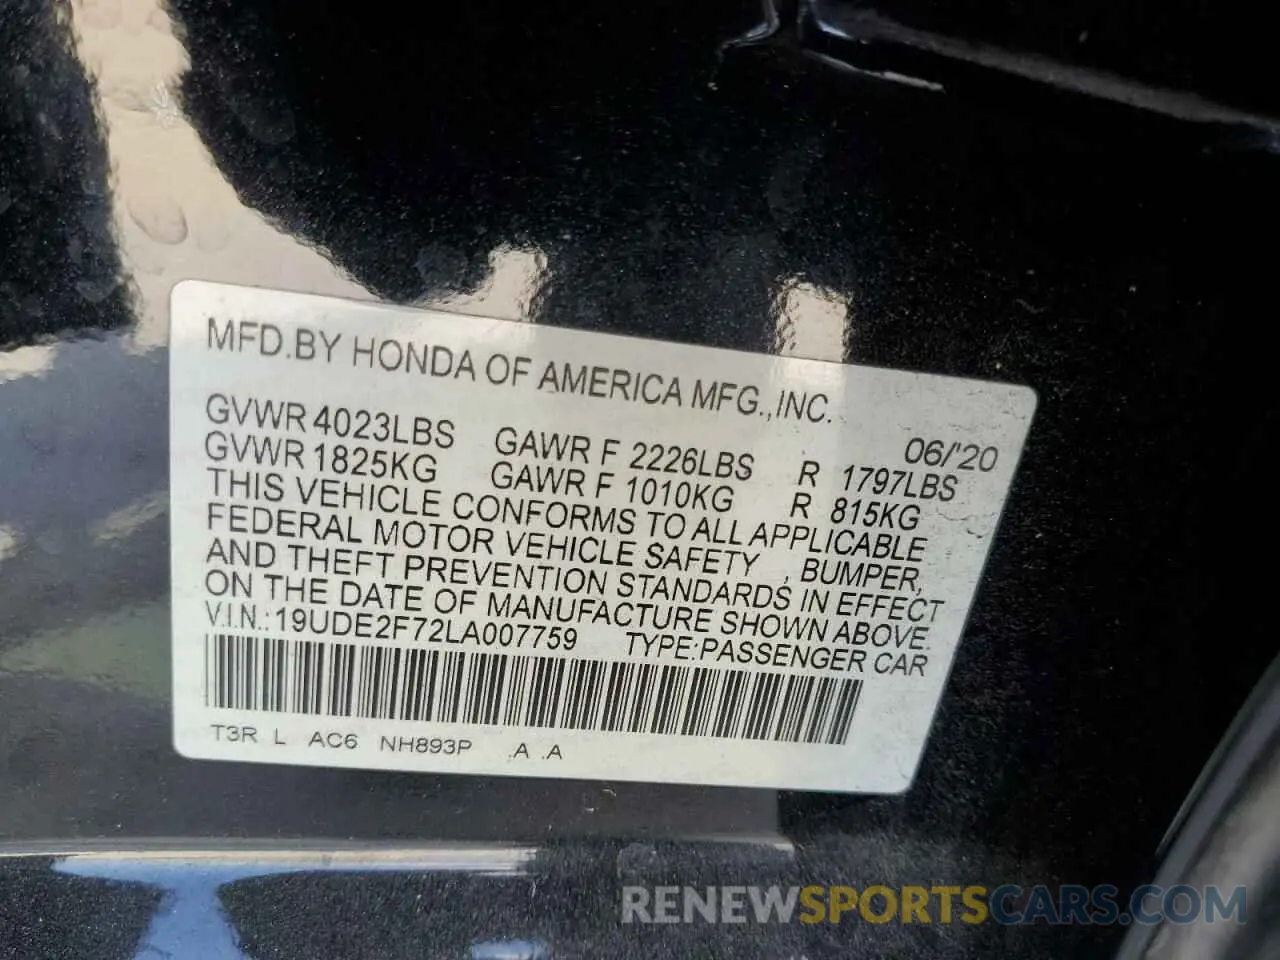 MFD.BY HONDA OF AMERICA MFG.,INC.
06/'20
GVWR 4023LBS GAWR F 2226LBS R 1797LBS
GVWR 1825KG GAWR F 1010KG R 815KG
THIS VEHICLE CONFORMS TO ALL APPLICABLE
FEDERAL MOTOR VEHICLE SAFETY , BUMPER,
AND THEFT PREVENTION STANDARDS IN EFFECT
ON THE DATE OF MANUFACTURE SHOWN ABOVE.
V.I.N.: 19UDE2F72LA007759 TYPE:PASSENGER CAR
T3R L AC6 NH893P .A .A
RENEWSPORTSCARS.COM